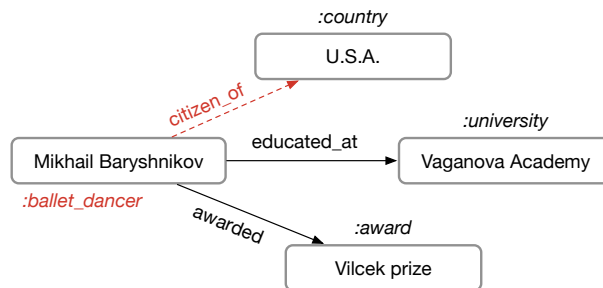 :country
U.S.A.
citizen_of
:university
educated_at
Mikhail Baryshnikov
Vaganova Academy
:ballet_dancer
awarded
:award
Vilcek prize